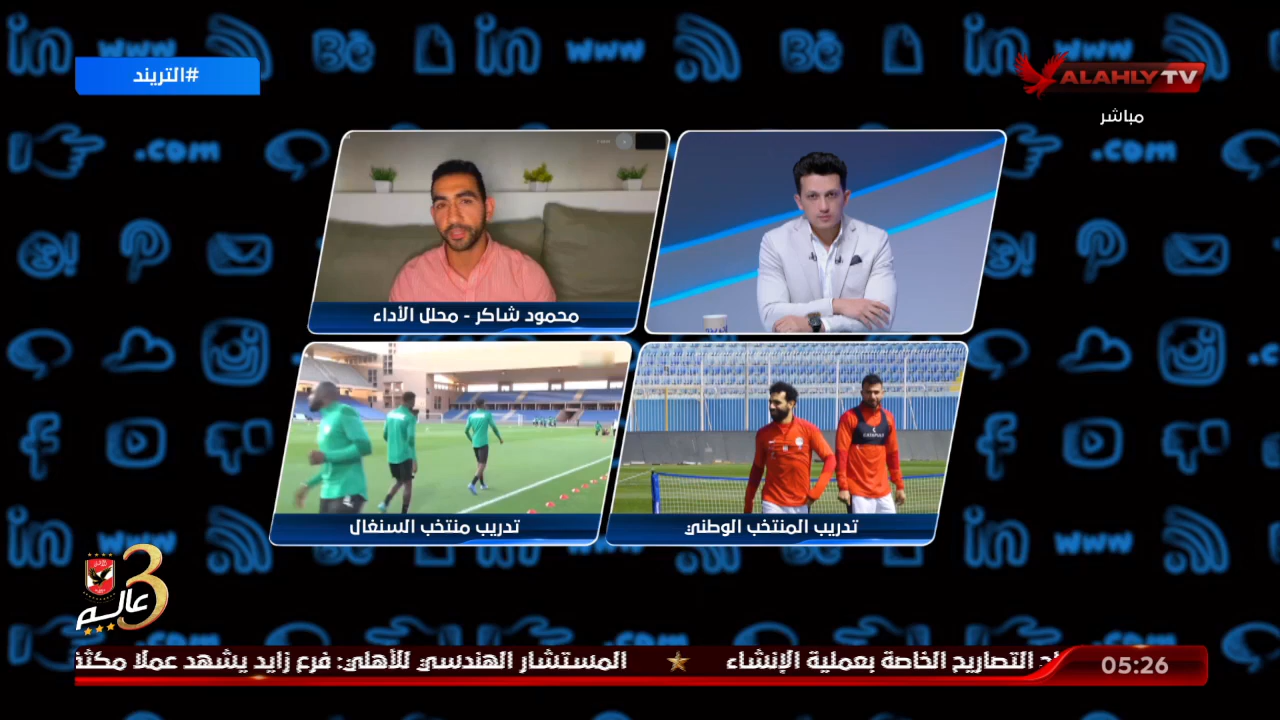 #التريند
ALAHLY TV
مباشر
محمود شاكر - محلل الأداء
تدريب المنتخب الوطني
تدريب منتخب السنغال
3 عالم
التصاريح الخاصة بعملية الإنشاء
المستشار الهندسي للأهلي: فرع زايد يشهد عملا
05:26